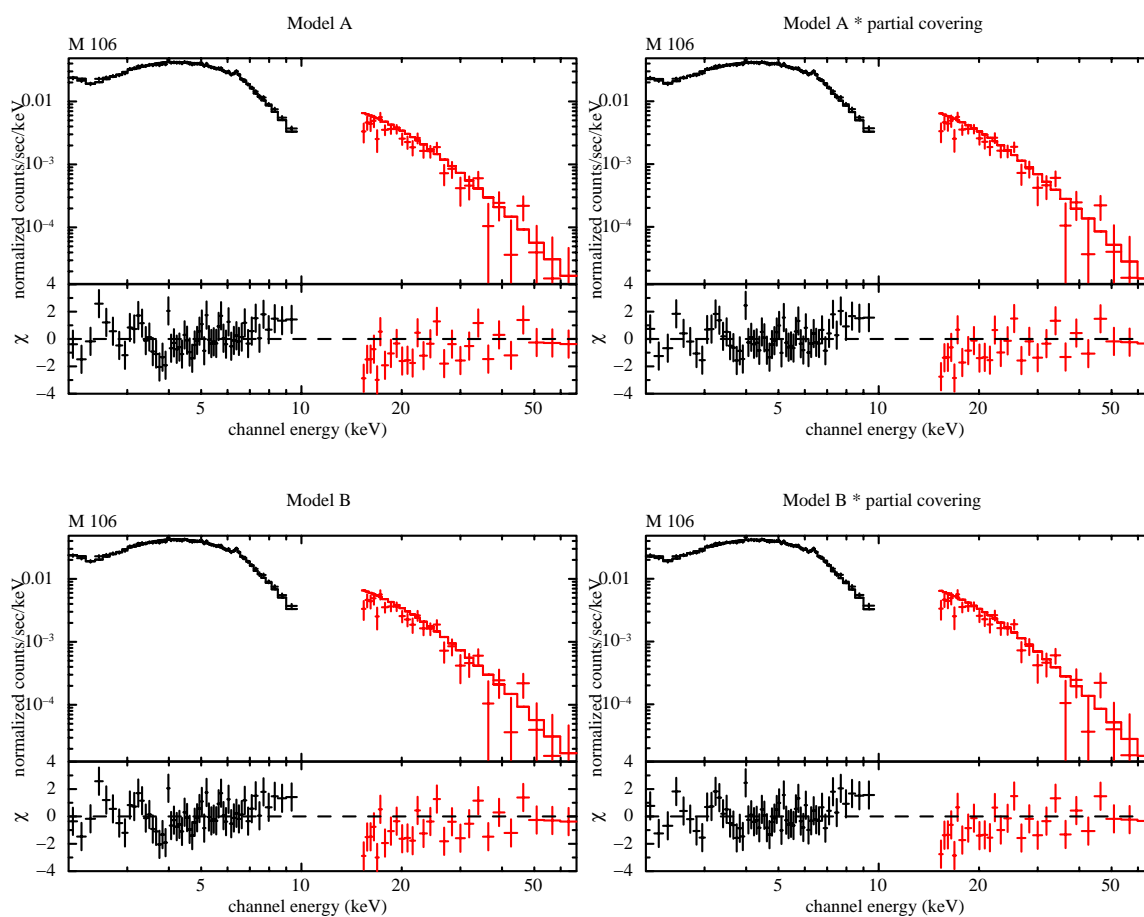 Model A
M 106
normalized counts/sec/keV
0.01
10−3
10−4
4
χ
2
0
−2
−4
5
10
20
50
channel energy (keV)
Model A * partial covering
M 106
normalized counts/sec/keV
0.01
10−3
10−4
4
χ
2
0
−2
−4
5
10
20
50
channel energy (keV)
Model B
M 106
normalized counts/sec/keV
0.01
10−3
10−4
4
χ
2
0
−2
−4
5
10
20
50
channel energy (keV)
Model B * partial covering
M 106
normalized counts/sec/keV
0.01
10−3
10−4
4
χ
2
0
−2
−4
5
10
20
50
channel energy (keV)